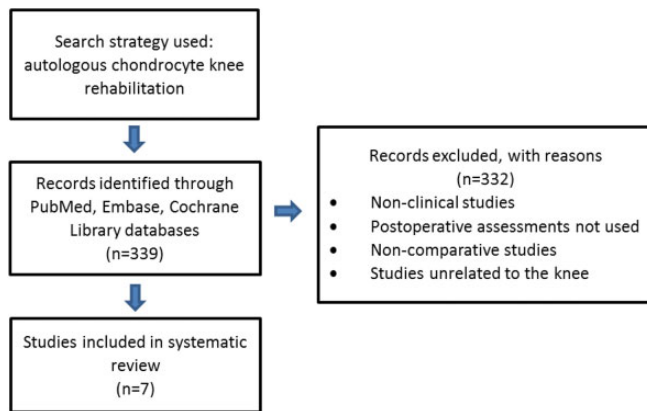 Search strategy used:
autologous chondrocyte knee
rehabilitation
Records identified through
PubMed, Embase, Cochrane
Library databases
(n=339)
Records excluded, with reasons
(n=332)
• Non-clinical studies
• Postoperative assessments not used
• Non-comparative studies
• Studies unrelated to the knee
Studies included in systematic
review
(n=7)